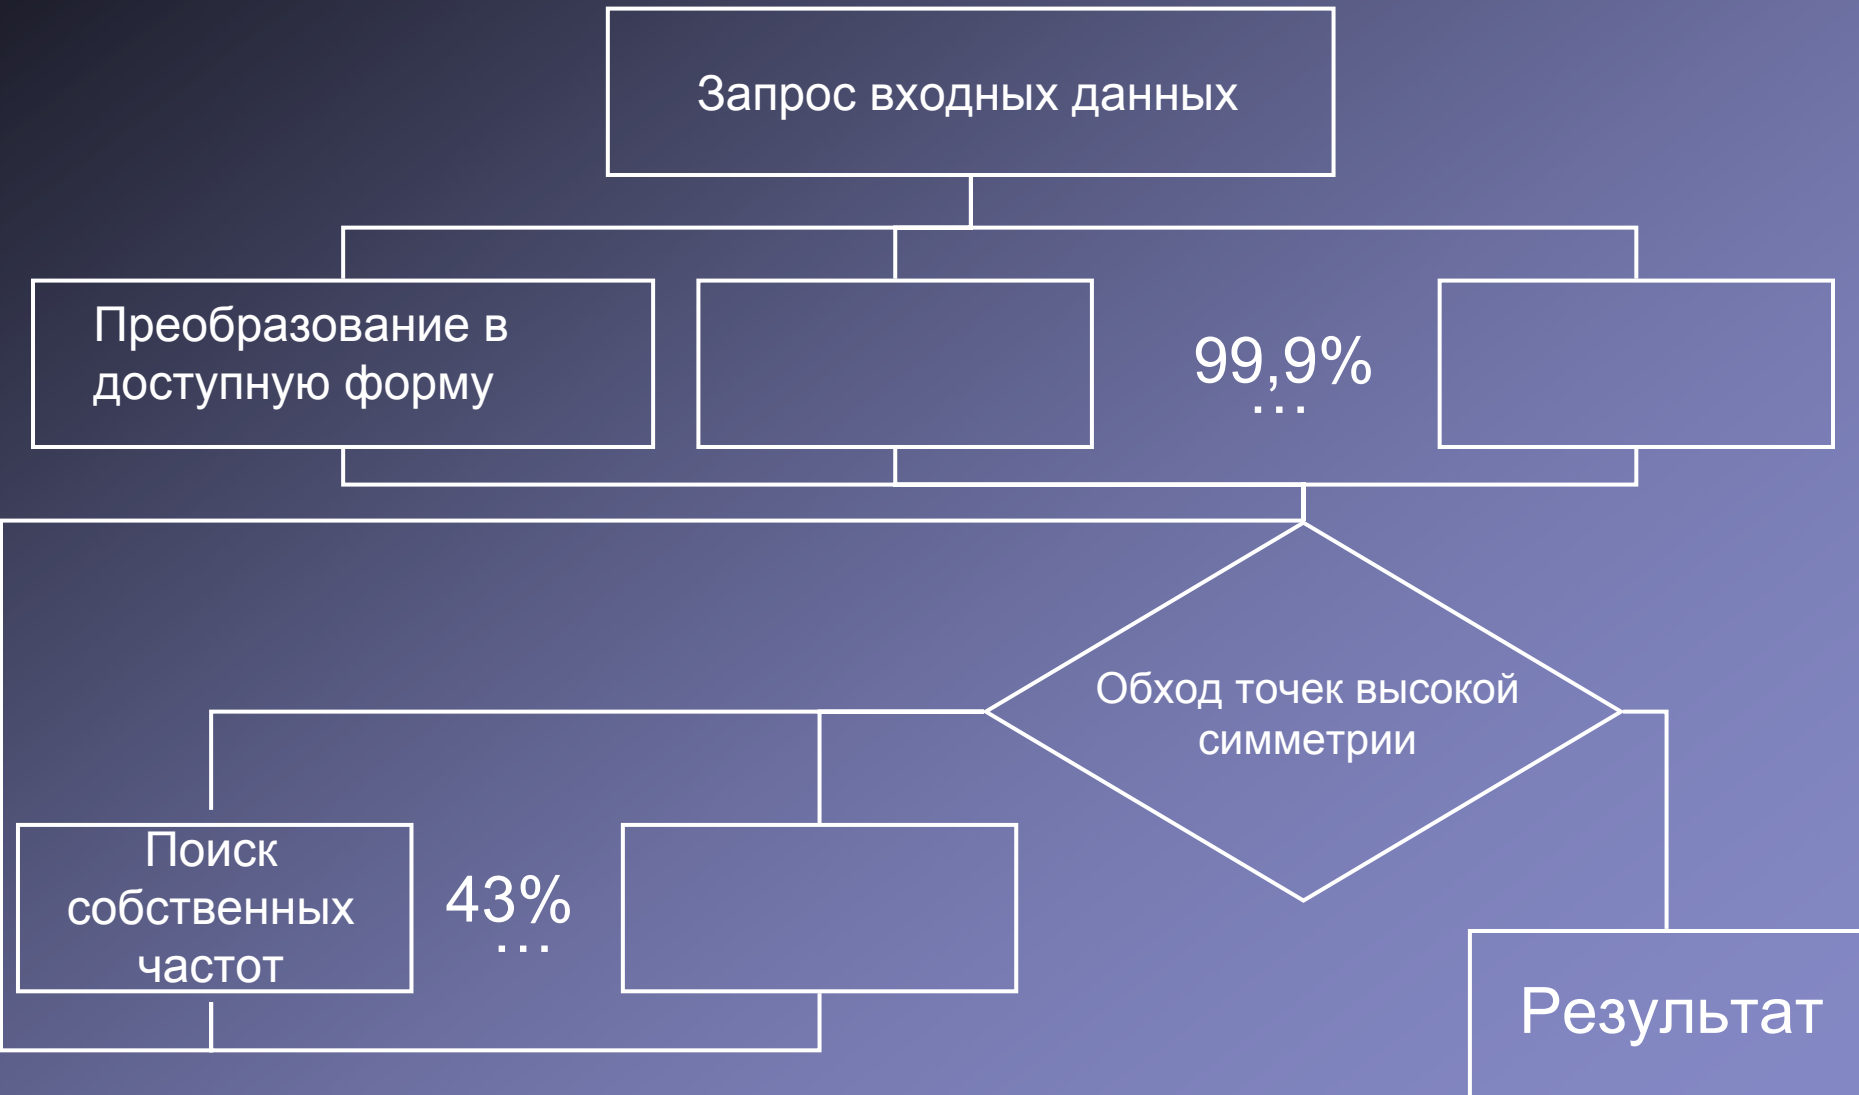 Запрос входных данных
Преобразование в
доступную форму
99,9%
...
Обход точек высокой
симметрии
Поиск
собственных
частот
43%
...
Результат